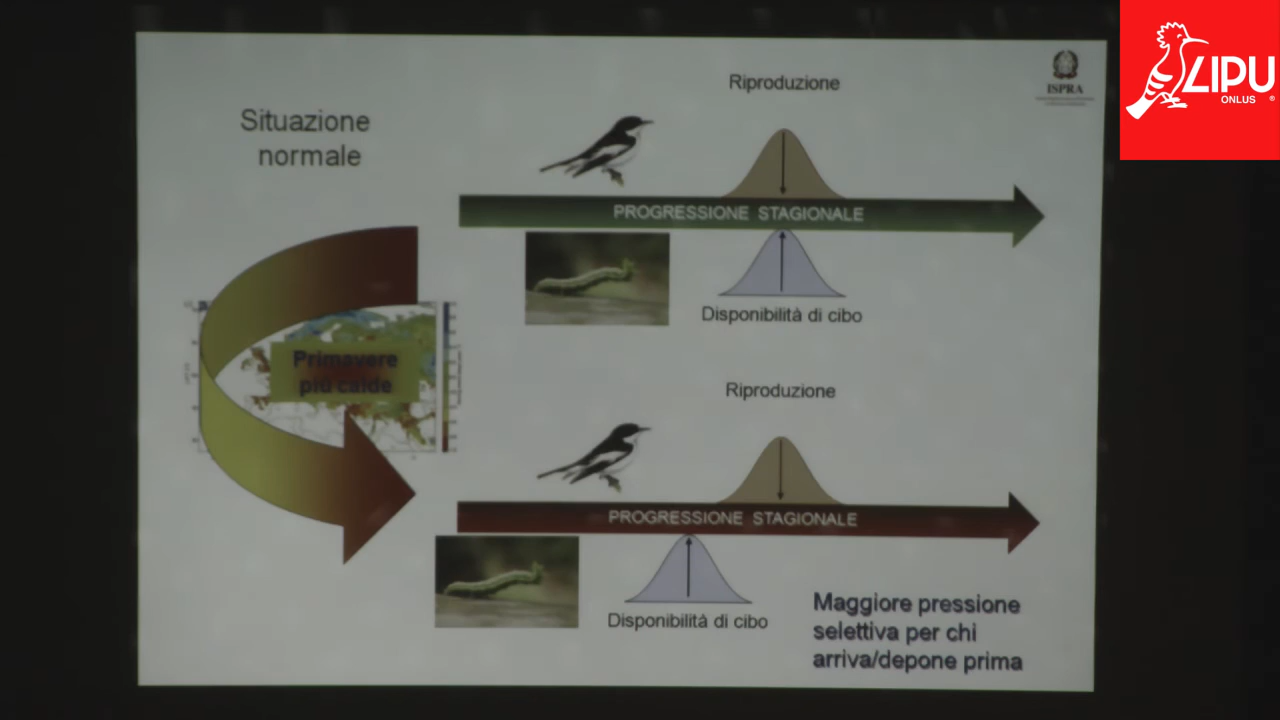 Situazione
normale
Riproduzione
ISPRA
LIPU
ONLUS ®
PROGRESSIONE STAGIONALE
Disponibilità di cibo
Primavere
più calde
Riproduzione
PROGRESSIONE STAGIONALE
Disponibilità di cibo
Maggiore pressione
selettiva per chi
arriva/depone prima